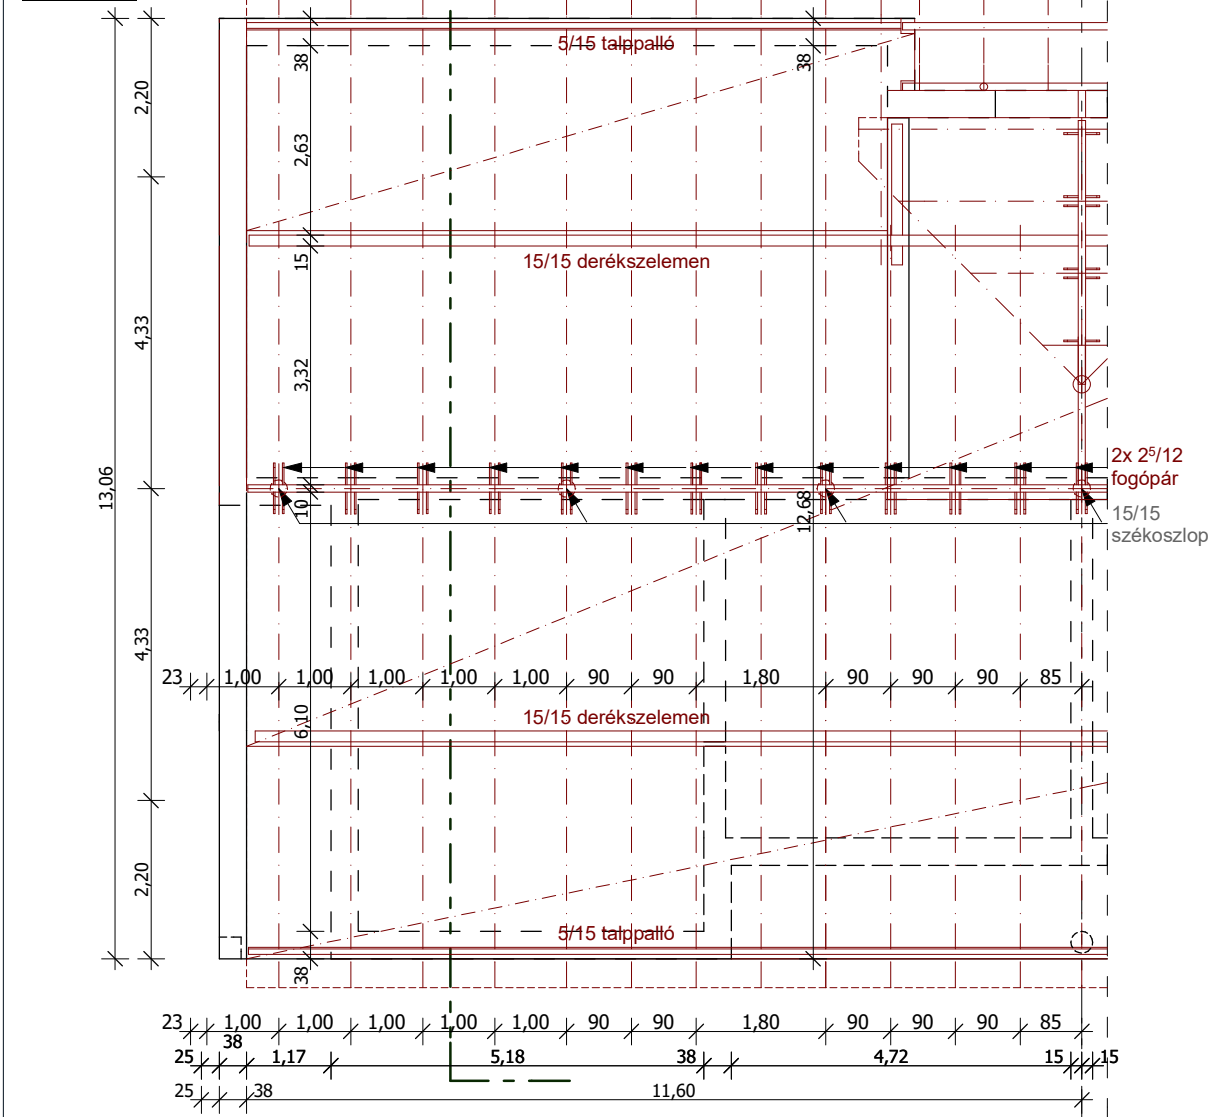 5/15 talppalló
38
38
2,20
2,63
15
15/15 derékszelemen
4,33
3,32
2x 2⁵/12
fogópár
13,06
10
12,68
15/15
székoszlop
4,33
23 1,00 1,00 1,00 1,00 1,00 90 90 1,80 90 90 90 85
6,10
15/15 derékszelemen
2,20
5/15 talppalló
38
23 1,00 1,00 1,00 1,00 1,00 90 90 1,80 90 90 90 85
38
25 1,17 5,18 38 4,72 15 15
25 38 11,60